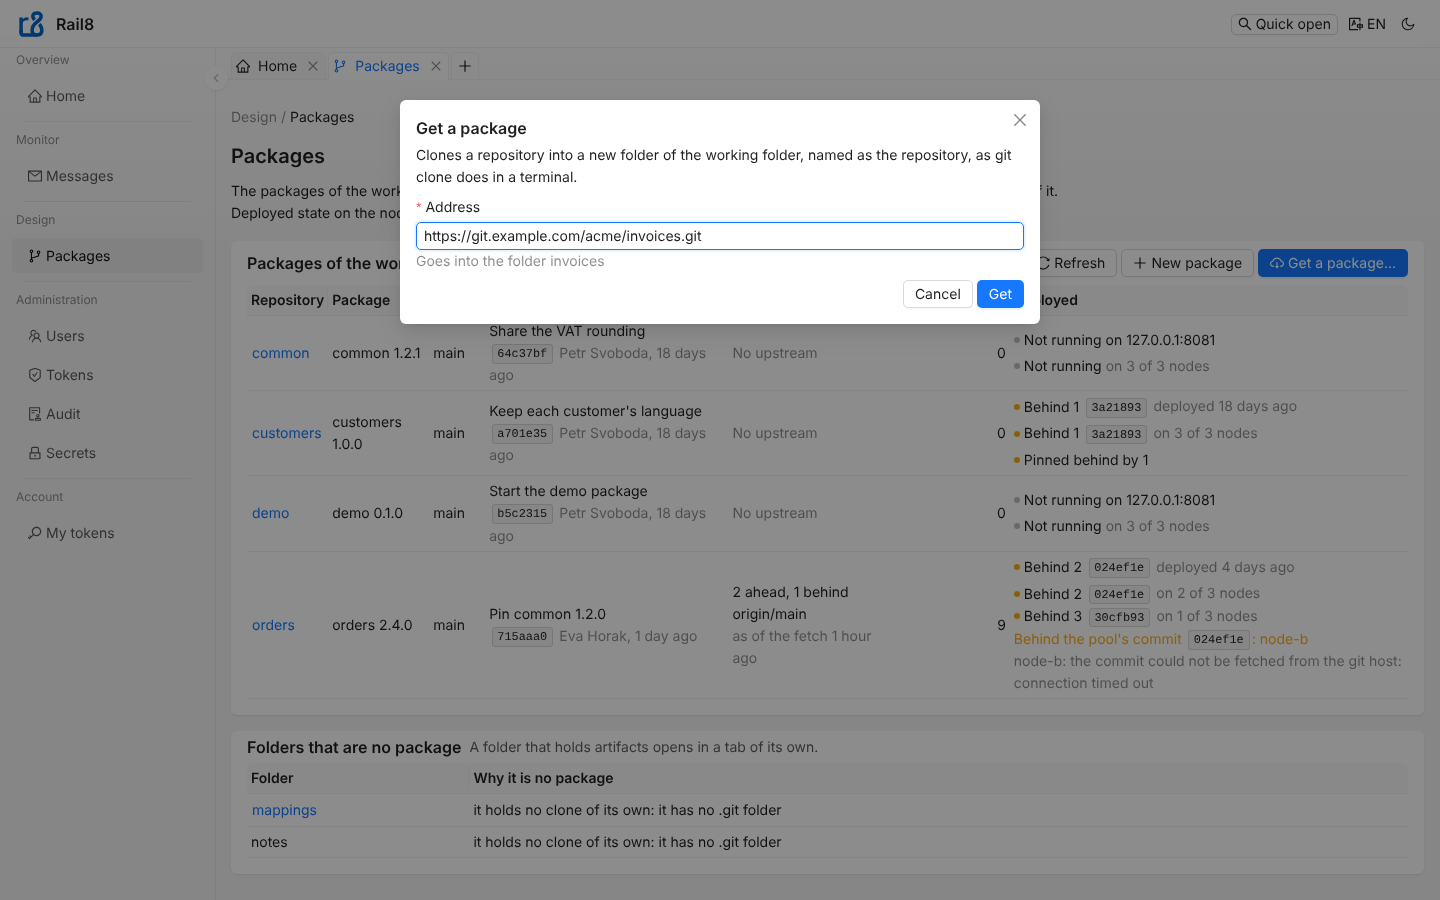 Rail8
Quick open
EN
Overview
Home
Monitor
Messages
Design
Packages
Administration
Users
Tokens
Audit
Secrets
Account
My tokens
Home
Packages
Design / Packages
Packages
The packages of the work
f it.
Deployed state on the no
Get a package
Clones a repository into a new folder of the working folder, named as the repository, as git
clone does in a terminal.
* Address
https://git.example.com/acme/invoices.git
Goes into the folder invoices
Cancel
Get
Packages of the wo
Refresh
New package
Get a package...
Repository Package
loyed
common common 1.2.1 main
Share the VAT rounding
64c37bf Petr Svoboda, 18 days
ago
No upstream
0
Not running on 127.0.0.1:8081
Not running on 3 of 3 nodes
customers
customers
1.0.0
main
Keep each customer's language
a701e35 Petr Svoboda, 18 days
ago
No upstream
0
Behind 1 3a21893 deployed 18 days ago
Behind 1 3a21893 on 3 of 3 nodes
Pinned behind by 1
demo demo 0.1.0 main
Start the demo package
b5c2315 Petr Svoboda, 18 days
ago
No upstream
0
Not running on 127.0.0.1:8081
Not running on 3 of 3 nodes
orders orders 2.4.0 main
Pin common 1.2.0
715aaa0 Eva Horak, 1 day ago
2 ahead, 1 behind
origin/main
as of the fetch 1 hour
ago
9
Behind 2 024ef1e deployed 4 days ago
Behind 2 024ef1e on 2 of 3 nodes
Behind 3 30cfb93 on 1 of 3 nodes
Behind the pool's commit 024ef1e : node-b
node-b: the commit could not be fetched from the git host:
connection timed out
Folders that are no package A folder that holds artifacts opens in a tab of its own.
Folder Why it is no package
mappings it holds no clone of its own: it has no .git folder
notes it holds no clone of its own: it has no .git folder